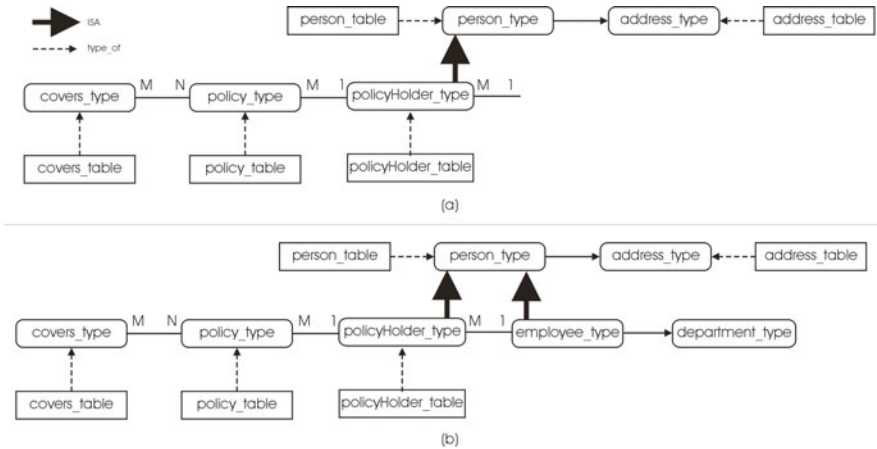 ISA
type_of
person_table person_type address_type address_table
M N M 1 M 1
covers_type policy_type policyHolder_type
covers_table policy_table policyHolder_table
(a)
person_table person_type address_type address_table
M N M 1 M 1
covers_type policy_type policyHolder_type employee_type department_type
covers_table policy_table policyHolder_table
(b)